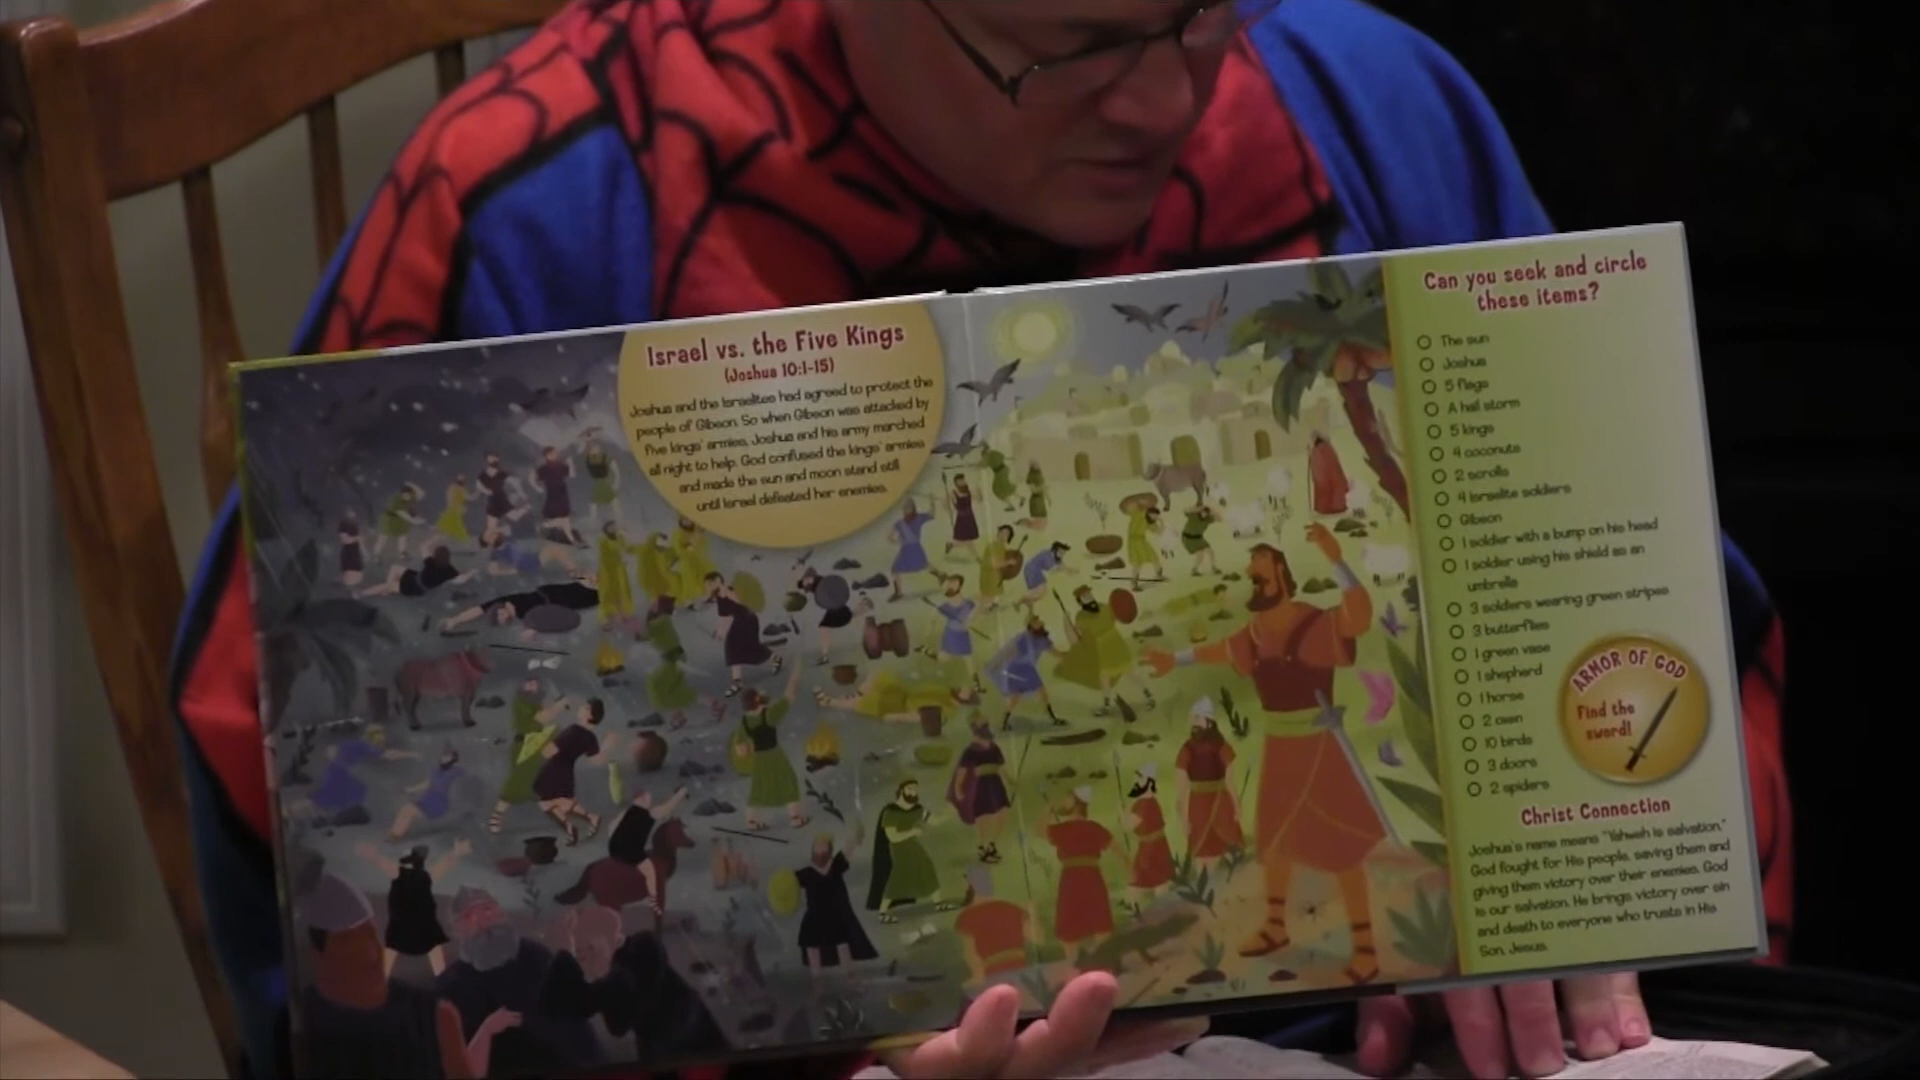 Israel vs. the Five Kings
(Joshua 10:1-15)
Joshua and the Israelites had agreed to protect the
people of Gibeon. So when Gibeon was attacked by
five kings' armies, Joshua and his army marched
all night to help. God confused the kings' armies
and made the sun and moon stand still
until Israel defeated her enemies.
Can you seek and circle
these items?
The sun
Joshua
5 flags
A hail storm
5 kings
4 coconuts
2 scrolls
4 Israelite soldiers
Gibeon
1 soldier with a bump on his head
1 soldier using his shield as an
umbrella
3 soldiers wearing green stripes
3 butterflies
1 green vase
1 shepherd
1 horse
2 oxen
10 birds
3 doors
2 spiders
ARMOR OF GOD
Find the
sword!
Christ Connection
Joshua's name means "Yahweh is salvation."
God fought for His people, saving them and
giving them victory over their enemies. God
is our salvation. He brings victory over sin
and death to everyone who trusts in His
Son, Jesus.